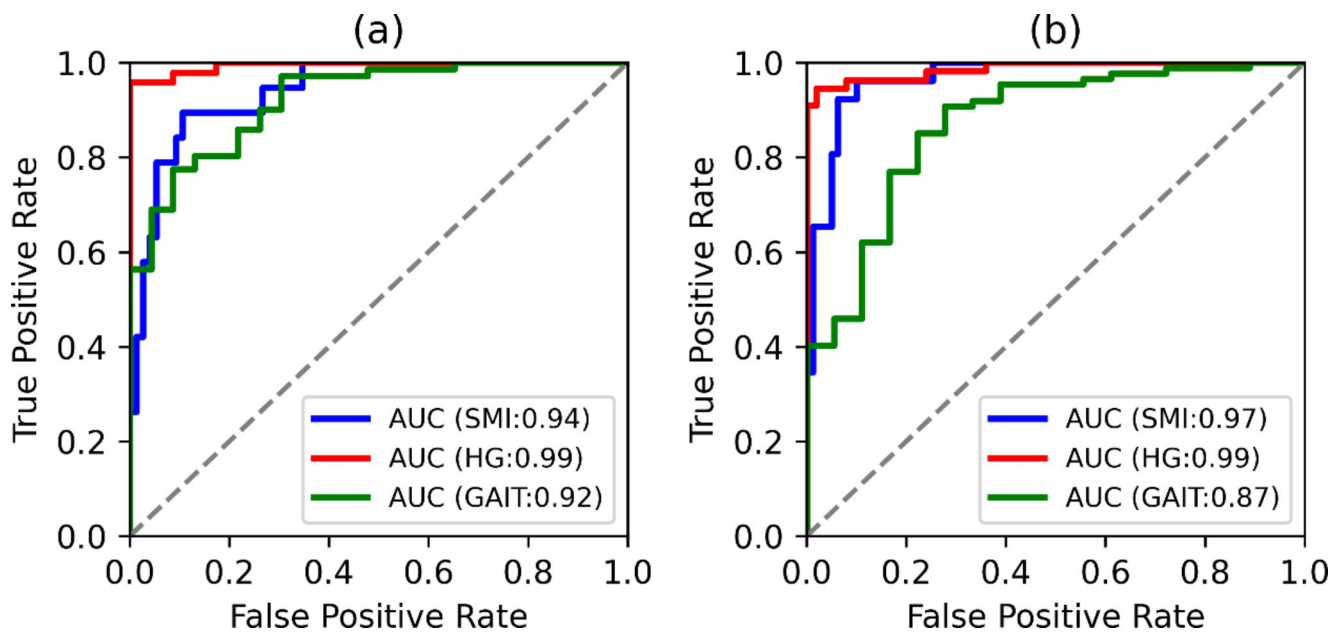 (a)
1.0
0.8
0.6
0.4
0.2
0.0
True Positive Rate
AUC (SMI:0.94)
AUC (HG:0.99)
AUC (GAIT:0.92)
0.0 0.2 0.4 0.6 0.8 1.0
False Positive Rate
(b)
1.0
0.8
0.6
0.4
0.2
0.0
True Positive Rate
AUC (SMI:0.97)
AUC (HG:0.99)
AUC (GAIT:0.87)
0.0 0.2 0.4 0.6 0.8 1.0
False Positive Rate